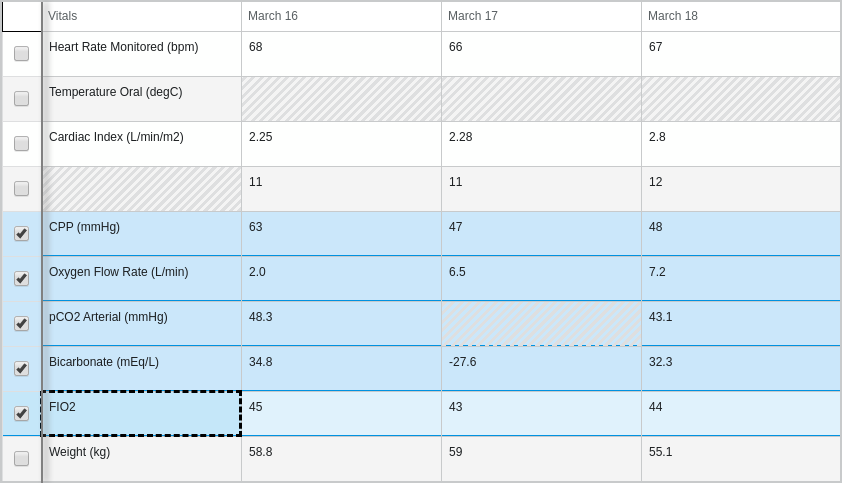 Vitals March 16 March 17 March 18
Heart Rate Monitored (bpm) 68 66 67
Temperature Oral (degC)
Cardiac Index (L/min/m2) 2.25 2.28 2.8
11 11 12
CPP (mmHg) 63 47 48
Oxygen Flow Rate (L/min) 2.0 6.5 7.2
pCO2 Arterial (mmHg) 48.3 43.1
Bicarbonate (mEq/L) 34.8 -27.6 32.3
FIO2 45 43 44
Weight (kg) 58.8 59 55.1